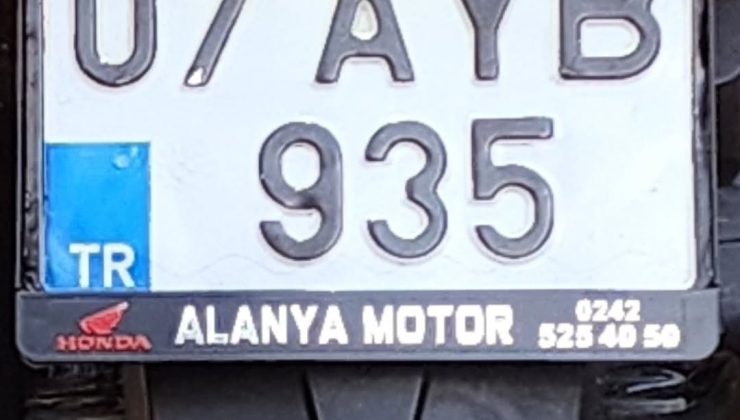 07 AYB
935
TR
HONDA ALANYA MOTOR 0242
525 40 50